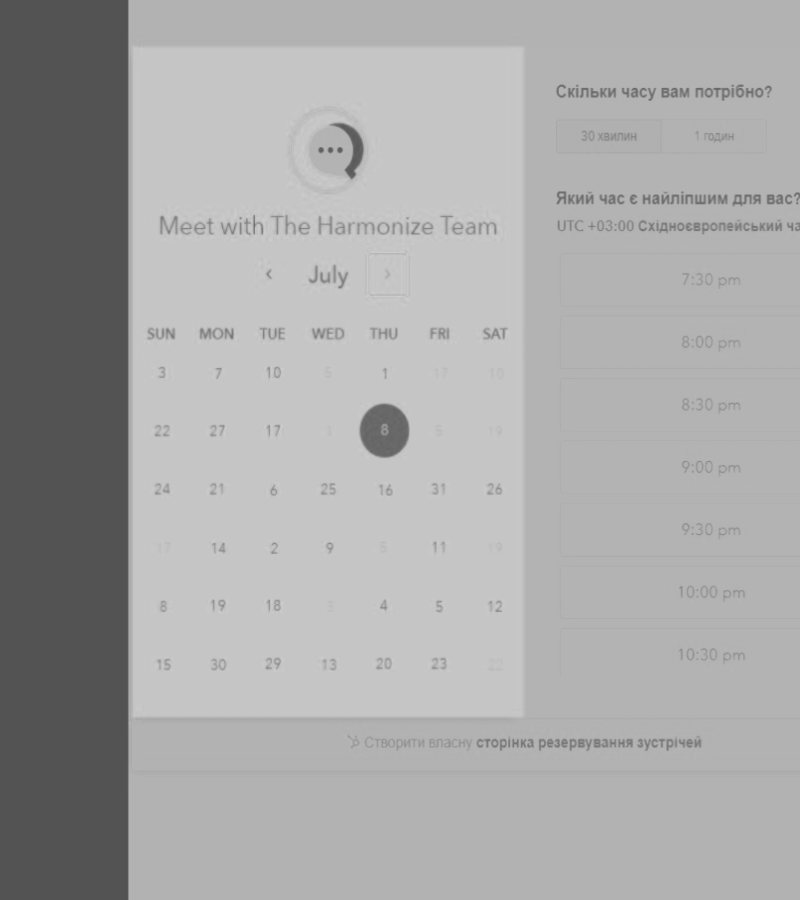 Meet with The Harmonize Team
July
SUN MON TUE WED THU FRI SAT
3 7 10 5 1 17 10
22 27 17 8 5 19
24 21 6 25 16 31 26
17 14 2 9 5 11 19
8 19 18 3 4 5 12
15 30 29 13 20 23 22
Скільки часу вам потрібно?
30 хвилин 1 годин
Який час є найліпшим для вас?
UTC +03:00 Східноєвропейський ча
7:30 pm
8:00 pm
8:30 pm
9:00 pm
9:30 pm
10:00 pm
10:30 pm
Створити власну сторінка резервування зустрічей